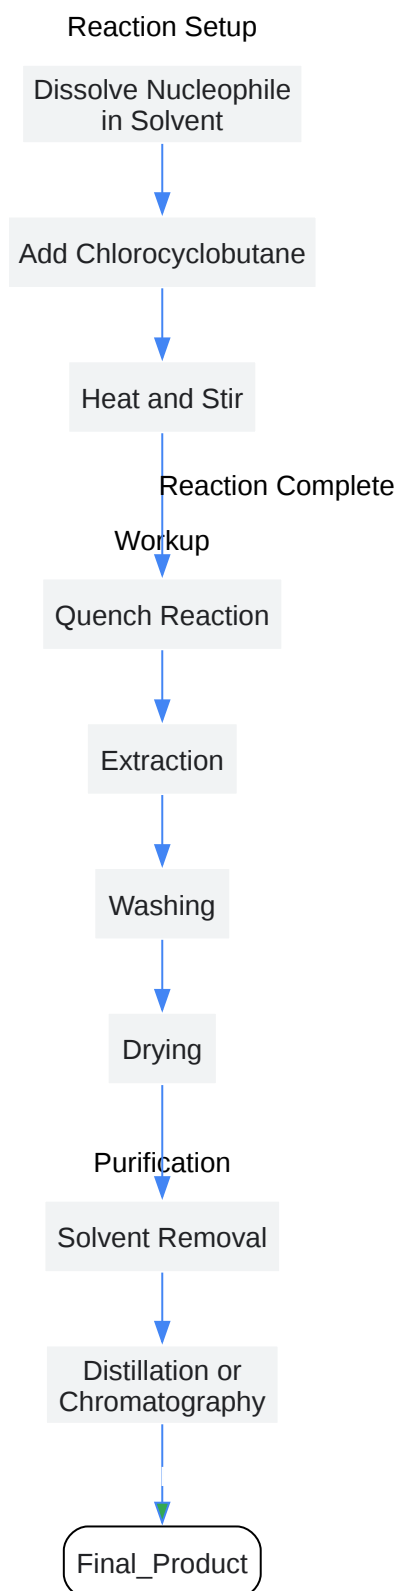 Reaction Setup
Dissolve Nucleophile
in Solvent
Add Chlorocyclobutane
Heat and Stir
Reaction Complete
Workup
Quench Reaction
Extraction
Washing
Drying
Purification
Solvent Removal
Distillation or
Chromatography
Final_Product